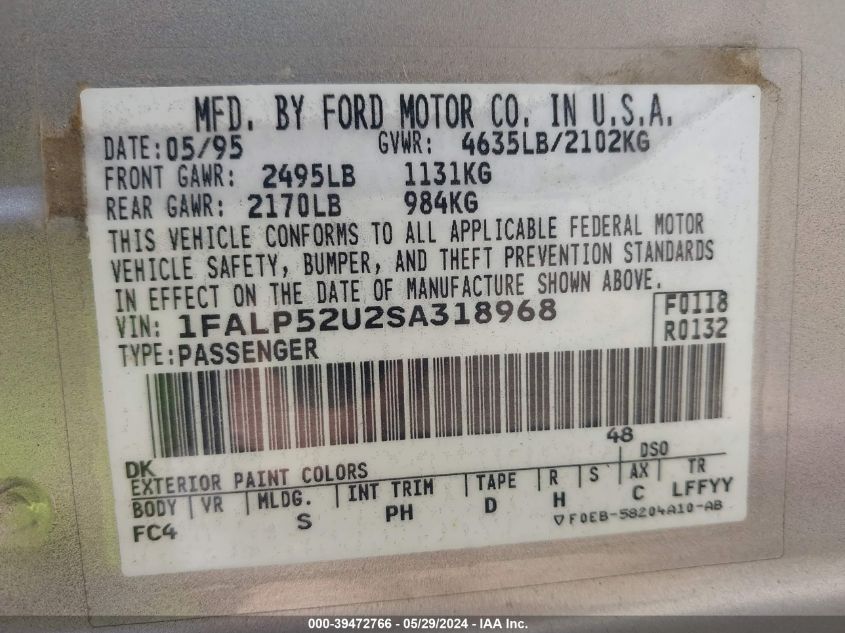 MFD. BY FORD MOTOR CO. IN U.S.A.
DATE: 05/95 GVWR: 4635LB/2102KG
FRONT GAWR: 2495LB 1131KG
REAR GAWR: 2170LB 984KG
THIS VEHICLE CONFORMS TO ALL APPLICABLE FEDERAL MOTOR
VEHICLE SAFETY, BUMPER, AND THEFT PREVENTION STANDARDS
IN EFFECT ON THE DATE OF MANUFACTURE SHOWN ABOVE.
VIN: 1FALP52U2SA318968 F0118
TYPE: PASSENGER R0132
48
DK DSO
EXTERIOR PAINT COLORS
BODY VR MLDG. INT TRIM TAPE R S AX TR
FC4 S PH D H C LFFYY
▽F0EB-58204A10-AB
000-39472766 - 05/29/2024 - IAA Inc.